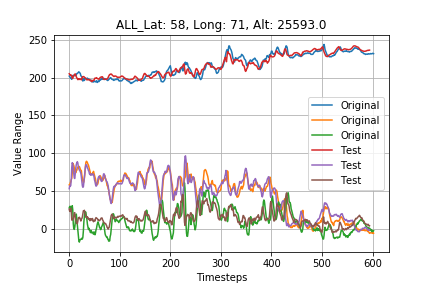 ALL_Lat: 58, Long: 71, Alt: 25593.0
250
200
150
100
50
0
Value Range
Original
Original
Original
Test
Test
Test
0 100 200 300 400 500 600
Timesteps